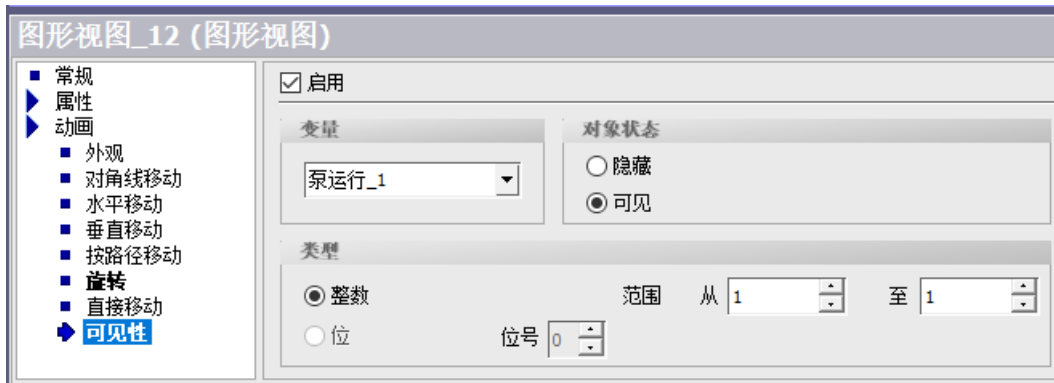 图形视图_12 (图形视图)
常规
属性
动画
外观
对角线移动
水平移动
垂直移动
按路径移动
旋转
直接移动
可见性
启用
变量
泵运行_1
对象状态
隐藏
可见
类型
整数 范围 从 1 至 1
位 位号 0